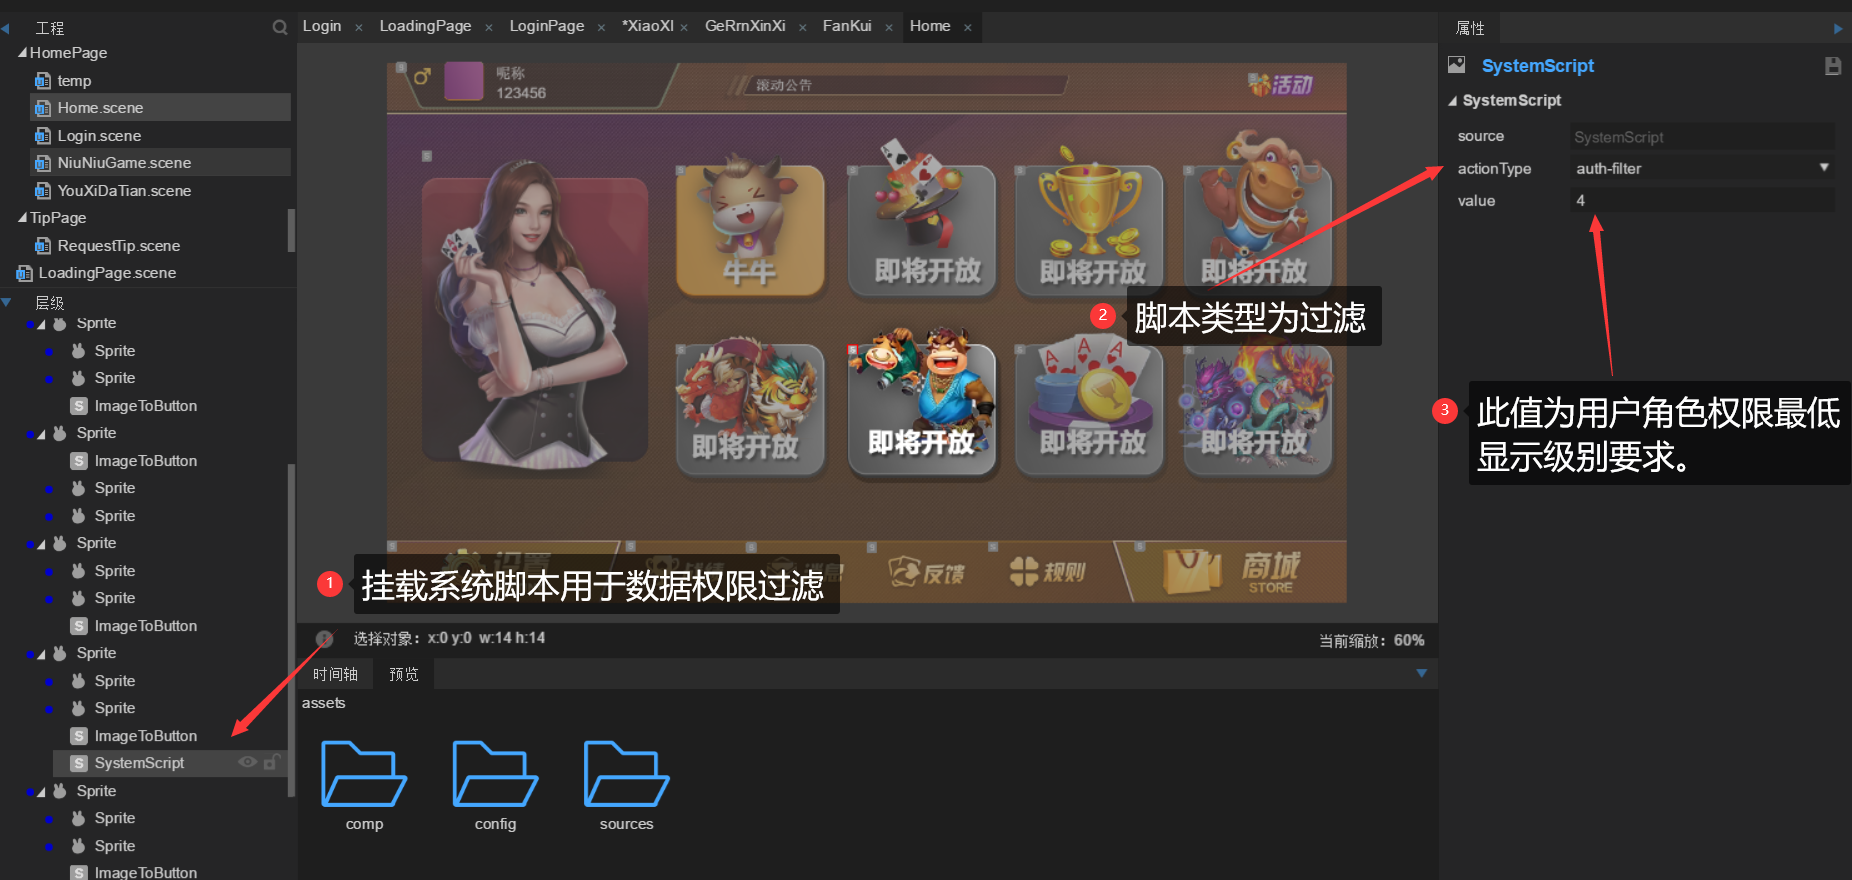 工程
HomePage
temp
Home.scene
Login.scene
NiuNiuGame.scene
YouXiDaTian.scene
TipPage
RequestTip.scene
LoadingPage.scene
层级
Sprite
Sprite
Sprite
S ImageToButton
Sprite
S ImageToButton
Sprite
Sprite
Sprite
Sprite
Sprite
S ImageToButton
Sprite
Sprite
Sprite
S ImageToButton
S SystemScript
Sprite
Sprite
Sprite
S ImageToButton
Login × LoadingPage × LoginPage × *XiaoXI × GeRmXinXi × FanKui × Home ×
昵称
123456
滚动公告
活动
牛牛
即将开放
即将开放
即将开放
即将开放
即将开放
即将开放
即将开放
设置
反馈
规则
商城
STORE
1 挂载系统脚本用于数据权限过滤
2 脚本类型为过滤
3 此值为用户角色权限最低
显示级别要求。
选择对象: x:0 y:0 w:14 h:14
当前缩放: 60%
时间轴 预览
assets
comp
config
sources
属性
SystemScript
SystemScript
source SystemScript
actionType auth-filter
value 4